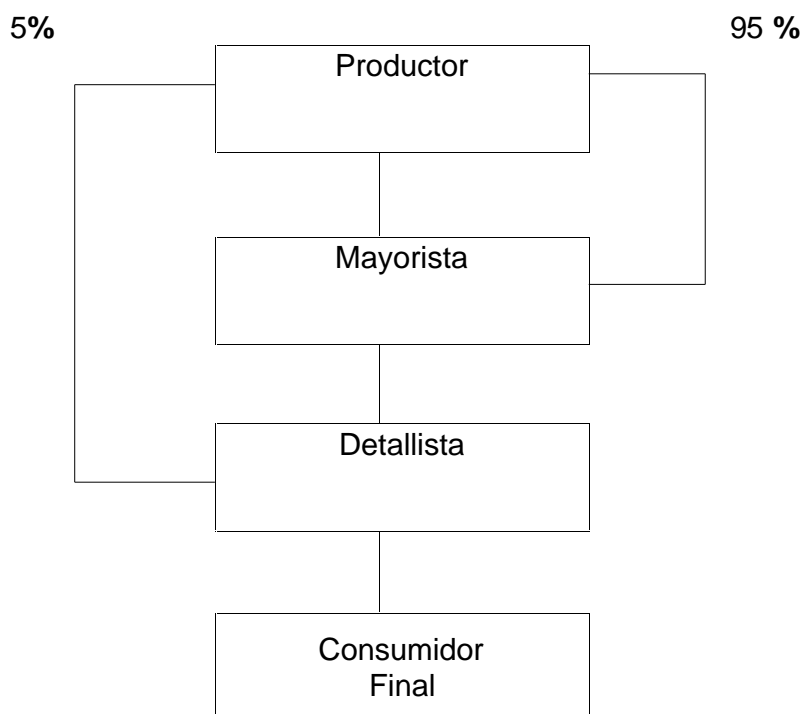 5%
95 %
Productor
Mayorista
Detallista
Consumidor
Final